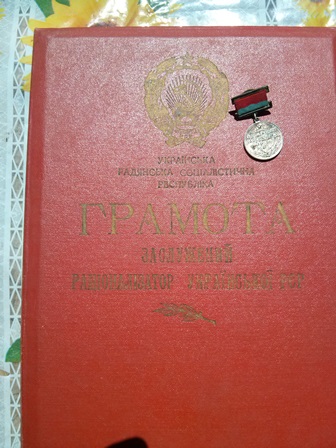 УКРАЇНСЬКА
РАДЯНСЬКА СОЦІАЛІСТИЧНА
РЕСПУБЛІКА
ГРАМОТА
ЗАСЛУЖЕНИЙ
РАЦІОНАЛІЗАТОР УКРАЇНСЬКОЇ РСР